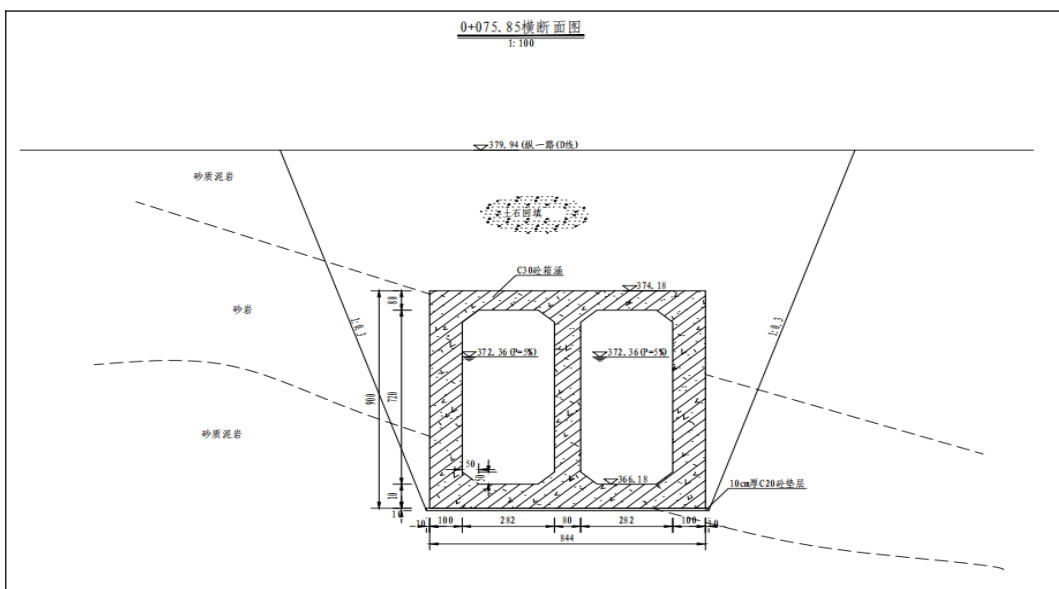 0+075.85横断面图
1:100
379.94(纵一路(D线)
砂质泥岩
土石回填
C30砼箱涵
374.18
80
砂岩
1:0.3
1:0.3
372.36(P=5%)
372.36(P=5%)
900
720
砂质泥岩
50
50
366.18
10cm厚C20砼垫层
10
10
10
100
282
80
282
100
10
844